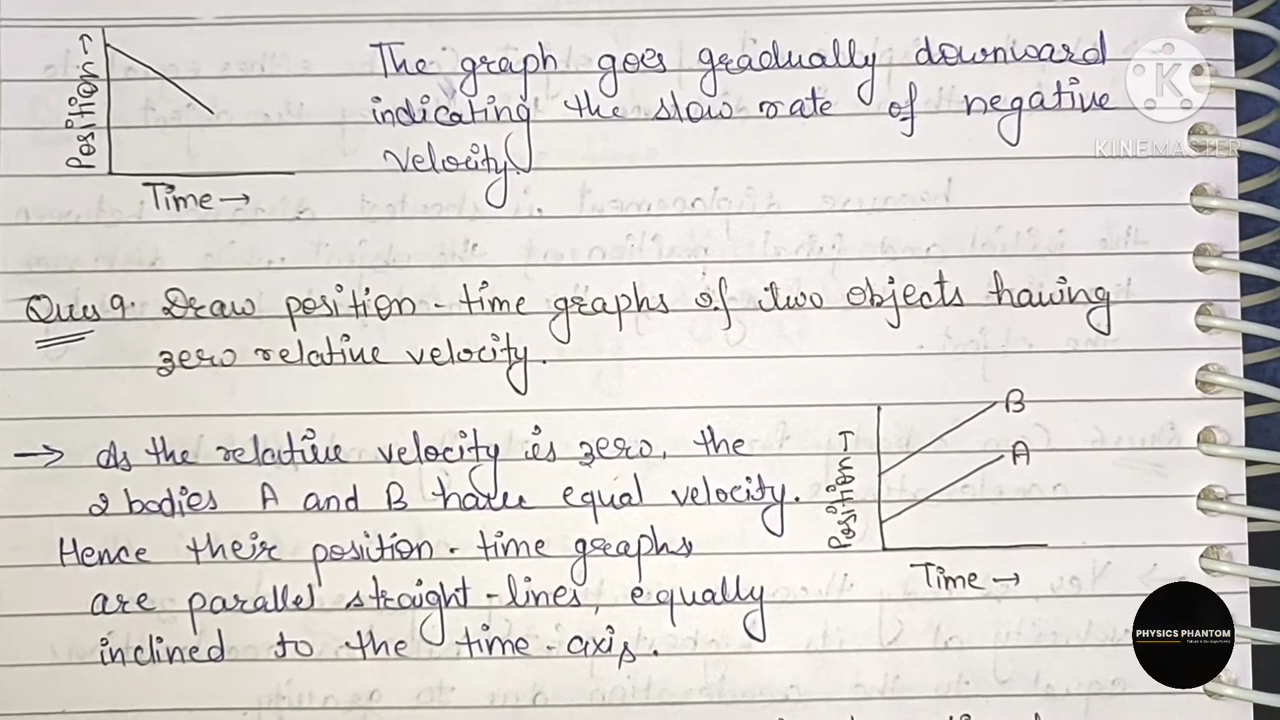 Position →
Time →
The graph goes gradually downward
indicating the slow rate of negative
velocity.
Ques 9. Draw position - time graphs of two objects having
zero relative velocity.
→ As the relative velocity is zero, the
2 bodies A and B have equal velocity.
Hence their position - time graphs
are parallel straight - lines, equally
inclined to the time - axis.
B
A
Position →
Time →
K
KINEMASTER
PHYSICS PHANTOM